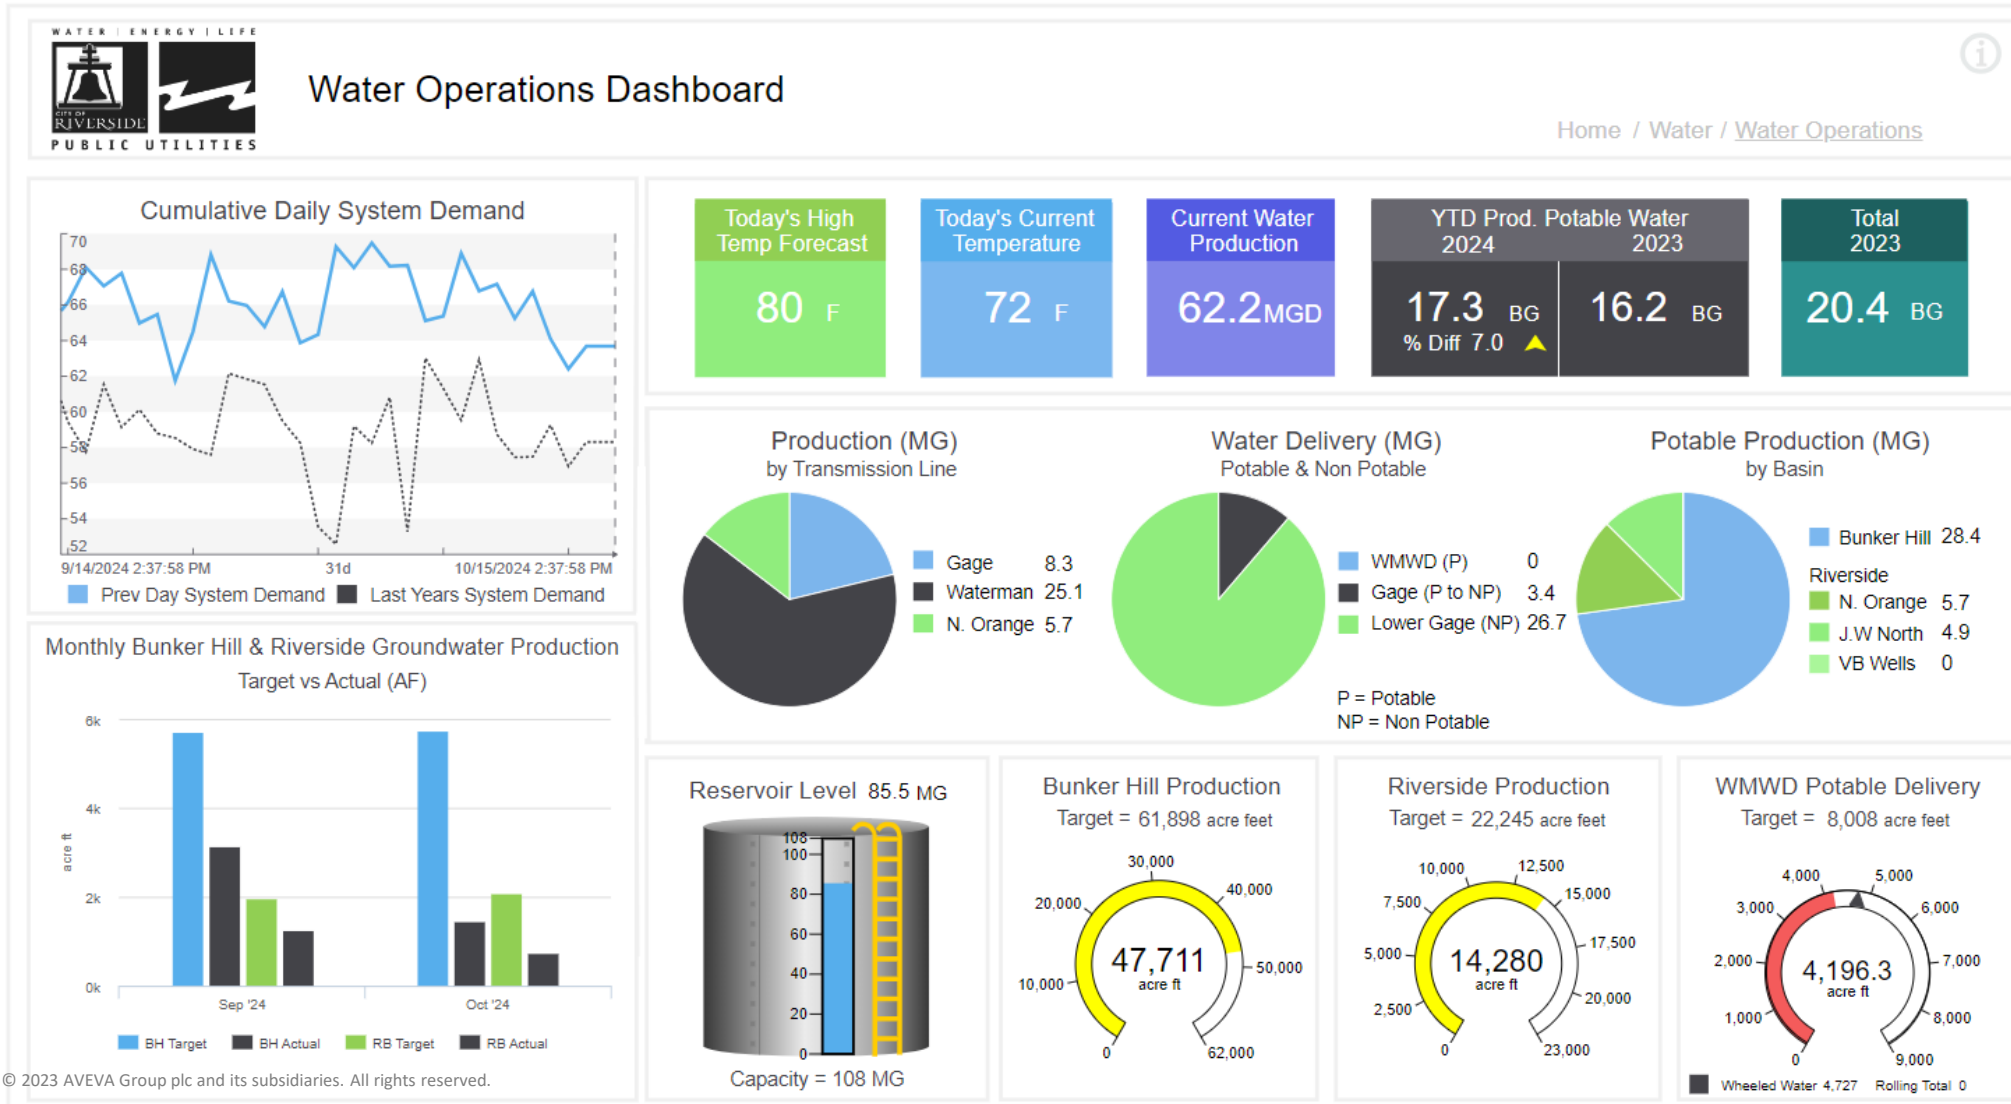 WATER | ENERGY | LIFE
CITY OF
RIVERSIDE
PUBLIC UTILITIES
Water Operations Dashboard
Home / Water / Water Operations
Cumulative Daily System Demand
70
68
66
64
62
60
58
56
54
52
9/14/2024 2:37:58 PM 31d 10/15/2024 2:37:58 PM
Prev Day System Demand Last Years System Demand
Today's High
Temp Forecast
80 F
Today's Current
Temperature
72 F
Current Water
Production
62.2 MGD
YTD Prod. Potable Water
2024 2023
17.3 BG 16.2 BG
% Diff 7.0
Total
2023
20.4 BG
Production (MG)
by Transmission Line
Gage 8.3
Waterman 25.1
N. Orange 5.7
Water Delivery (MG)
Potable & Non Potable
WMWD (P) 0
Gage (P to NP) 3.4
Lower Gage (NP) 26.7
P = Potable
NP = Non Potable
Potable Production (MG)
by Basin
Bunker Hill 28.4
Riverside
N. Orange 5.7
J.W North 4.9
VB Wells 0
Monthly Bunker Hill & Riverside Groundwater Production
Target vs Actual (AF)
6k
4k
2k
0k
acre ft
Sep '24 Oct '24
BH Target BH Actual RB Target RB Actual
Reservoir Level 85.5 MG
108
100
80
60
40
20
0
Capacity = 108 MG
Bunker Hill Production
Target = 61,898 acre feet
30,000
20,000 40,000
10,000 50,000
0 62,000
47,711
acre ft
Riverside Production
Target = 22,245 acre feet
10,000 12,500
7,500 15,000
5,000 17,500
2,500 20,000
0 23,000
14,280
acre ft
WMWD Potable Delivery
Target = 8,008 acre feet
4,000 5,000
3,000 6,000
2,000 7,000
1,000 8,000
0 9,000
4,196.3
acre ft
Wheeled Water 4,727 Rolling Total 0
© 2023 AVEVA Group plc and its subsidiaries. All rights reserved.